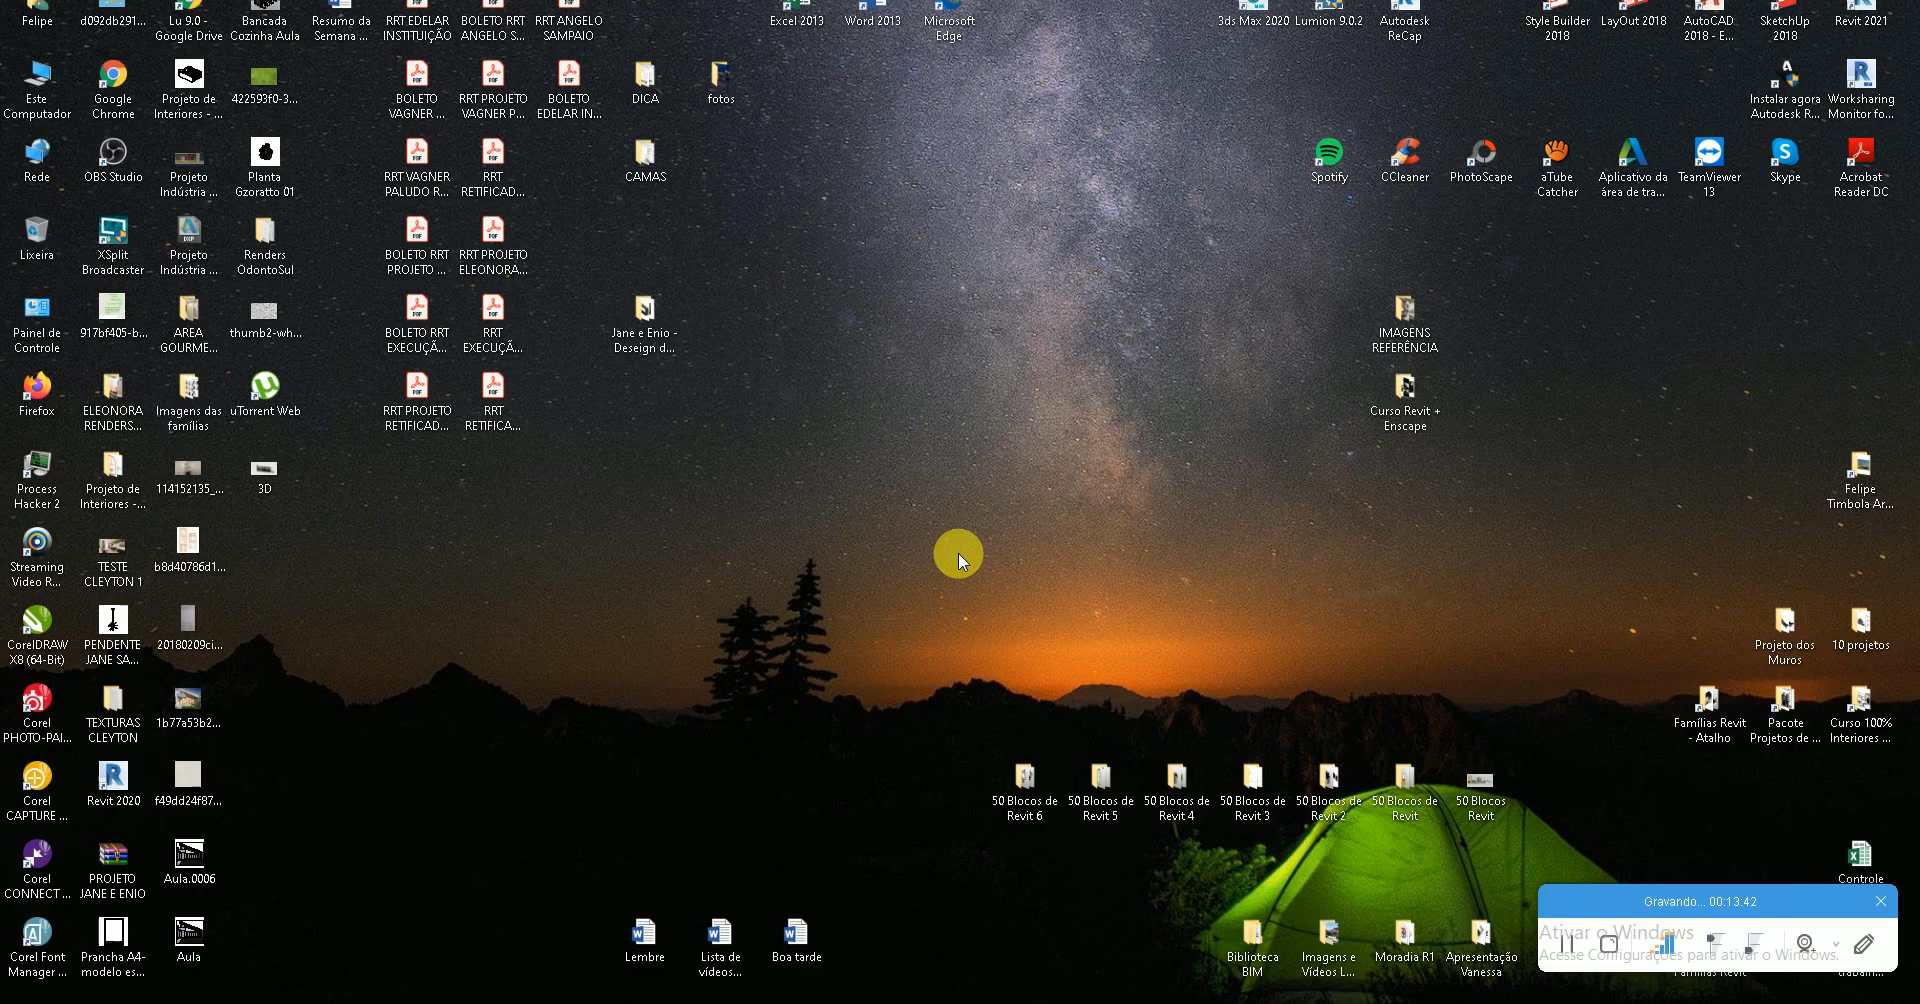 Felipe
d092db291...
Lu 9.0 -
Google Drive
Bancada
Cozinha Aula
Resumo da
Semana ...
RRT EDELAR
INSTITUIÇÃO
BOLETO RRT
ANGELO S...
RRT ANGELO
SAMPAIO
Excel 2013
Word 2013
Microsoft
Edge
3ds Max 2020
Lumion 9.0.2
Autodesk
ReCap
Style Builder
2018
LayOut 2018
AutoCAD
2018 - E...
SketchUp
2018
Revit 2021
Este
Computador
Google
Chrome
Projeto de
Interiores - ...
422593f0-3...
BOLETO
VAGNER ...
RRT PROJETO
VAGNER P...
BOLETO
EDELAR IN...
DICA
fotos
Instalar agora
Autodesk R...
Worksharing
Monitor fo...
Rede
OBS Studio
Projeto
Indústria ...
Planta
Gzoratto 01
RRT VAGNER
PALUDO R...
RRT
RETIFICAD...
CAMAS
Spotify
CCleaner
PhotoScape
aTube
Catcher
Aplicativo da
área de tra...
TeamViewer
13
Skype
Acrobat
Reader DC
Lixeira
XSplit
Broadcaster
Projeto
Indústria ...
Renders
OdontoSul
BOLETO RRT
PROJETO ...
RRT PROJETO
ELEONORA...
Painel de
Controle
917bf405-b...
AREA
GOURME...
thumb2-wh...
BOLETO RRT
EXECUÇÃ...
RRT
EXECUÇÃ...
Jane e Enio -
Deseign d...
IMAGENS
REFERÊNCIA
Firefox
ELEONORA
RENDERS...
Imagens das
famílias
uTorrent Web
RRT PROJETO
RETIFICAD...
RRT
RETIFICA...
Curso Revit +
Enscape
Process
Hacker 2
Projeto de
Interiores -...
114152135_...
3D
Felipe
Timbola Ar...
Streaming
Video R...
TESTE
CLEYTON 1
b8d40786d1...
CorelDRAW
X8 (64-Bit)
PENDENTE
JANE SA...
20180209ci...
Projeto dos
Muros
10 projetos
Corel
PHOTO-PAI...
TEXTURAS
CLEYTON
1b77a53b2...
Famílias Revit
- Atalho
Pacote
Projetos de ...
Curso 100%
Interiores ...
Corel
CAPTURE ...
Revit 2020
f49dd24f87...
50 Blocos de
Revit 6
50 Blocos de
Revit 5
50 Blocos de
Revit 4
50 Blocos de
Revit 3
50 Blocos de
Revit 2
50 Blocos de
Revit
50 Blocos
Revit
Corel
CONNECT ...
PROJETO
JANE E ENIO
Aula.0006
Controle
Gravando... 00:13:42
Corel Font
Manager ...
Prancha A4-
modelo es...
Aula
Lembre
Lista de
vídeos...
Boa tarde
Biblioteca
BIM
Imagens e
Vídeos L...
Moradia R1
Apresentação
Vanessa
Ativar o Windows
Acesse Configurações para ativar o Windows.